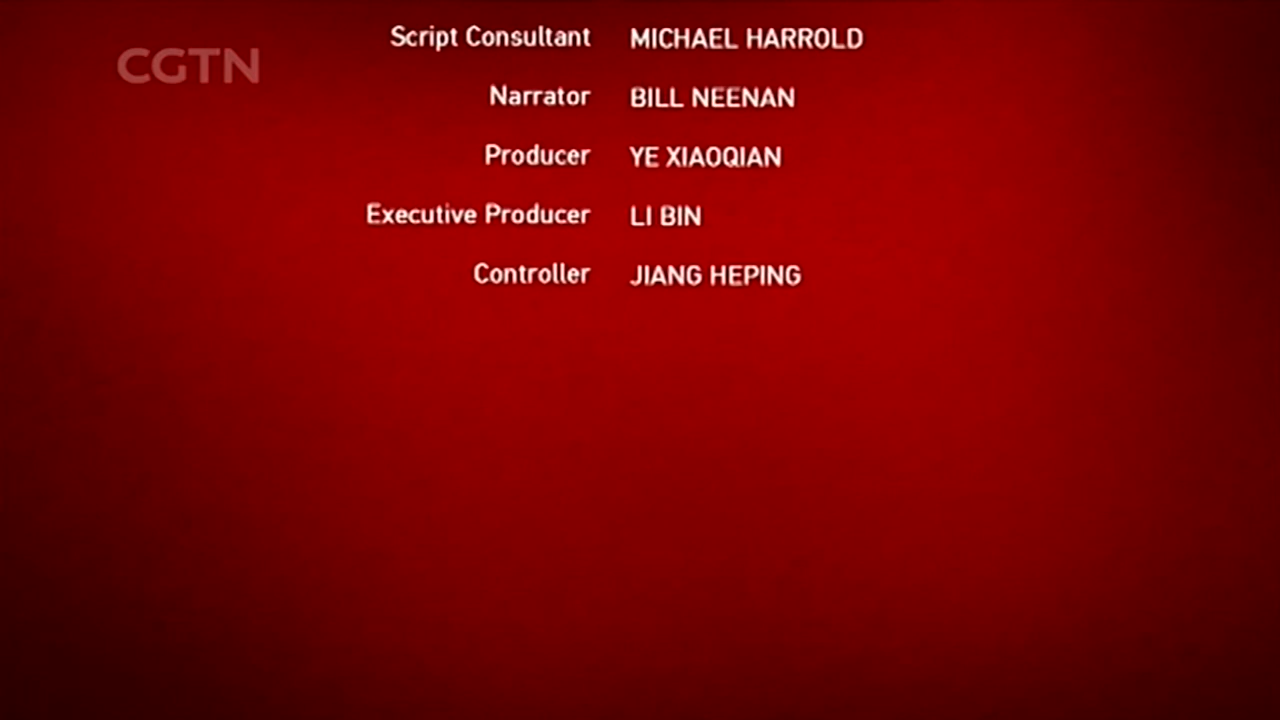 CGTN
Script Consultant MICHAEL HARROLD
Narrator BILL NEENAN
Producer YE XIAOQIAN
Executive Producer LI BIN
Controller JIANG HEPING